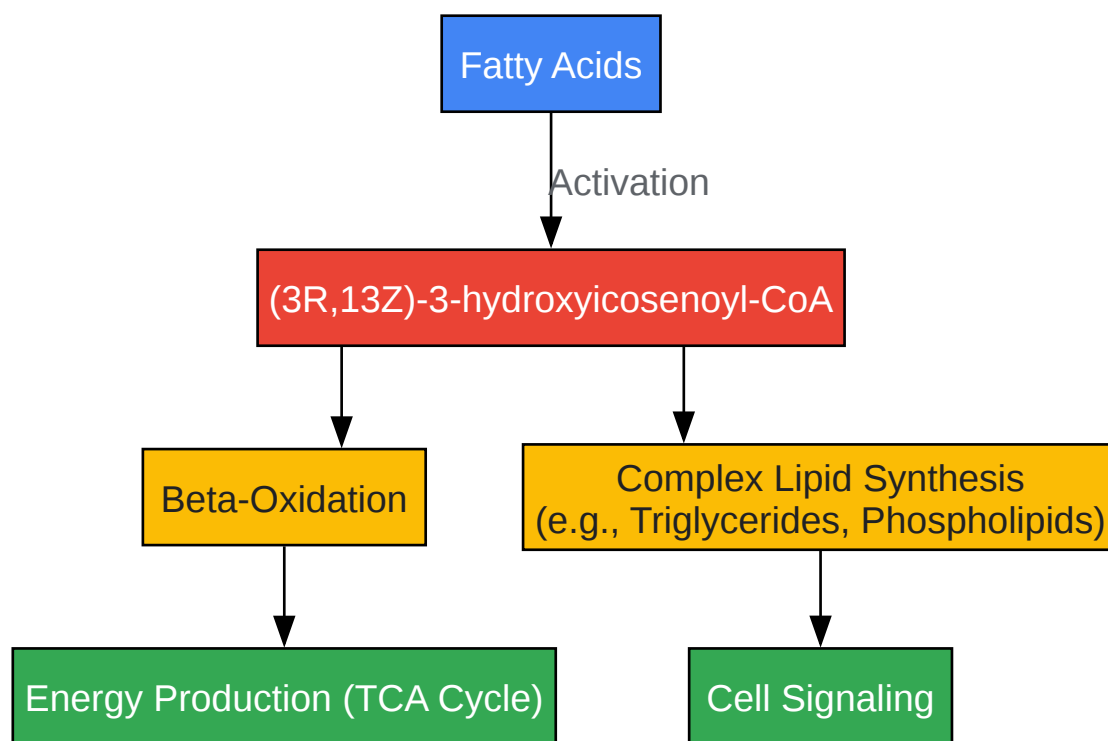 Fatty Acids
Activation
(3R,13Z)-3-hydroxyicosenoyl-CoA
Beta-Oxidation
Complex Lipid Synthesis
(e.g., Triglycerides, Phospholipids)
Energy Production (TCA Cycle)
Cell Signaling